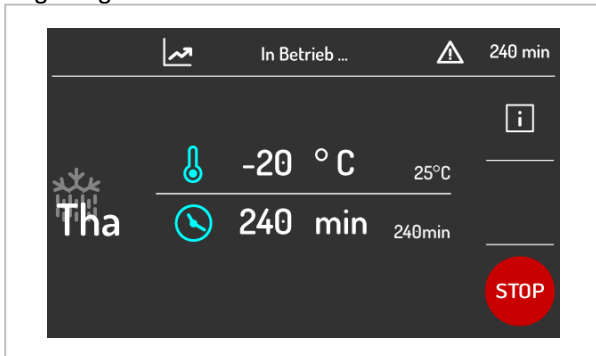 In Betrieb ... 240 min
i
-20 °C 25°C
Tha
240 min 240min
STOP